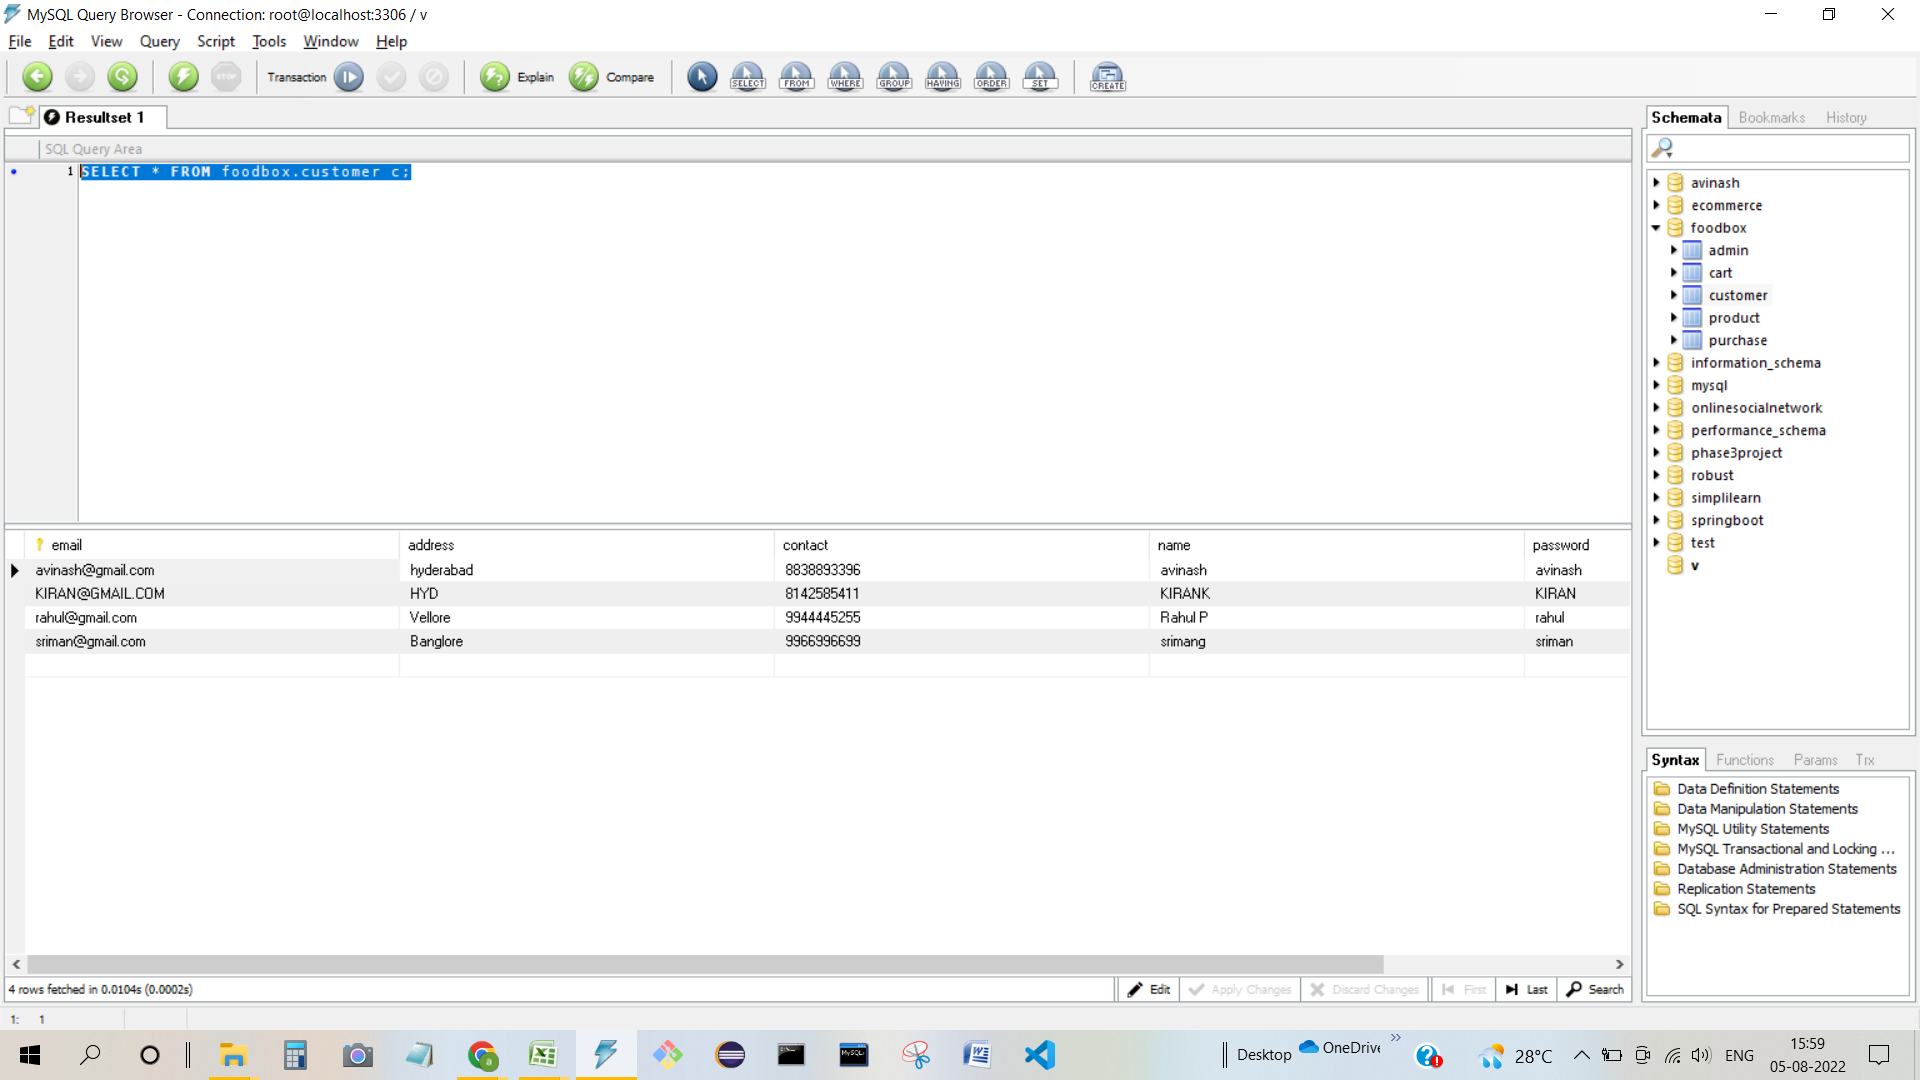 MySQL Query Browser - Connection: root@localhost:3306 / v
File Edit View Query Script Tools Window Help
STOP Transaction Explain Compare SELECT FROM WHERE GROUP HAVING ORDER SET CREATE
Resultset 1
SQL Query Area
1 SELECT * FROM foodbox.customer c;
email address contact name password
avinash@gmail.com hyderabad 8838893396 avinash avinash
KIRAN@GMAIL.COM HYD 8142585411 KIRANK KIRAN
rahul@gmail.com Vellore 9944445255 Rahul P rahul
sriman@gmail.com Banglore 9966996699 srimang sriman
4 rows fetched in 0.0104s (0.0002s) Edit Apply Changes Discard Changes First Last Search
1: 1
Schemata Bookmarks History
avinash
ecommerce
foodbox
admin
cart
customer
product
purchase
information_schema
mysql
onlinesocialnetwork
performance_schema
phase3project
robust
simplilearn
springboot
test
v
Syntax Functions Params Trx
Data Definition Statements
Data Manipulation Statements
MySQL Utility Statements
MySQL Transactional and Locking ...
Database Administration Statements
Replication Statements
SQL Syntax for Prepared Statements
MySQL Desktop OneDrive 28°C ENG 15:59
05-08-2022